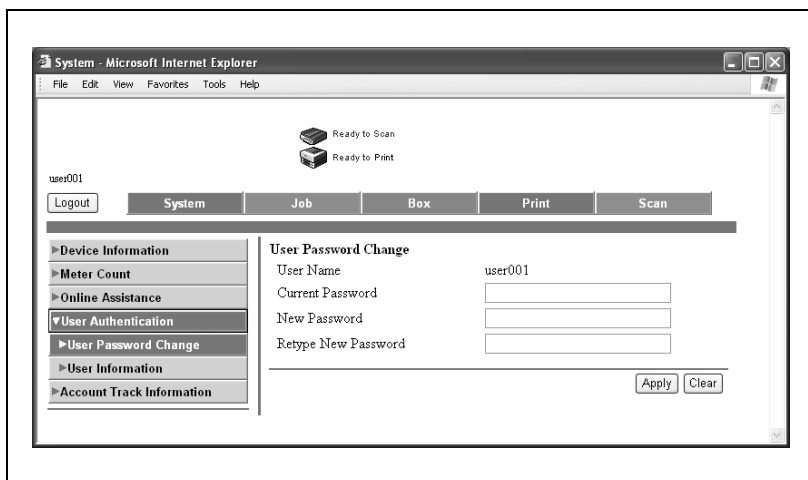 System - Microsoft Internet Explorer
File Edit View Favorites Tools Help
Ready to Scan
Ready to Print
user001
Logout System Job Box Print Scan
Device Information
Meter Count
Online Assistance
User Authentication
User Password Change
User Information
Account Track Information
User Password Change
User Name user001
Current Password
New Password
Retype New Password
Apply Clear